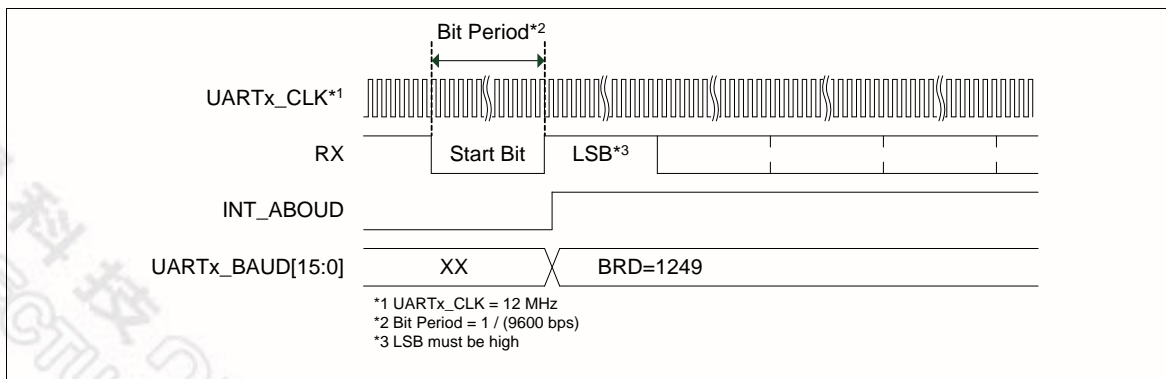 Bit Period*2
UARTx_CLK*1
RX Start Bit LSB*3
INT_ABOUD
UARTx_BAUD[15:0] XX BRD=1249
*1 UARTx_CLK = 12 MHz
*2 Bit Period = 1 / (9600 bps)
*3 LSB must be high